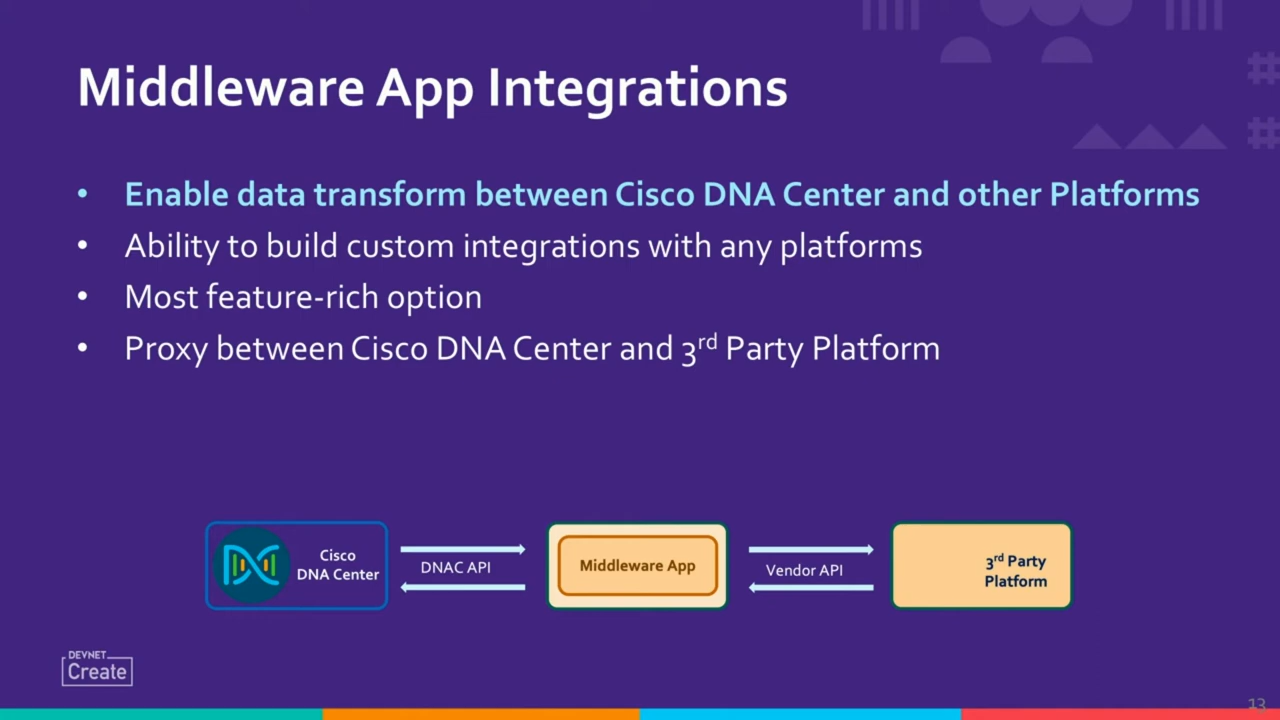 Middleware App Integrations
• Enable data transform between Cisco DNA Center and other Platforms
• Ability to build custom integrations with any platforms
• Most feature-rich option
• Proxy between Cisco DNA Center and 3rd Party Platform
Cisco
DNA Center
DNAC API
Middleware App
Vendor API
3rd Party
Platform
DEVNET
Create
13